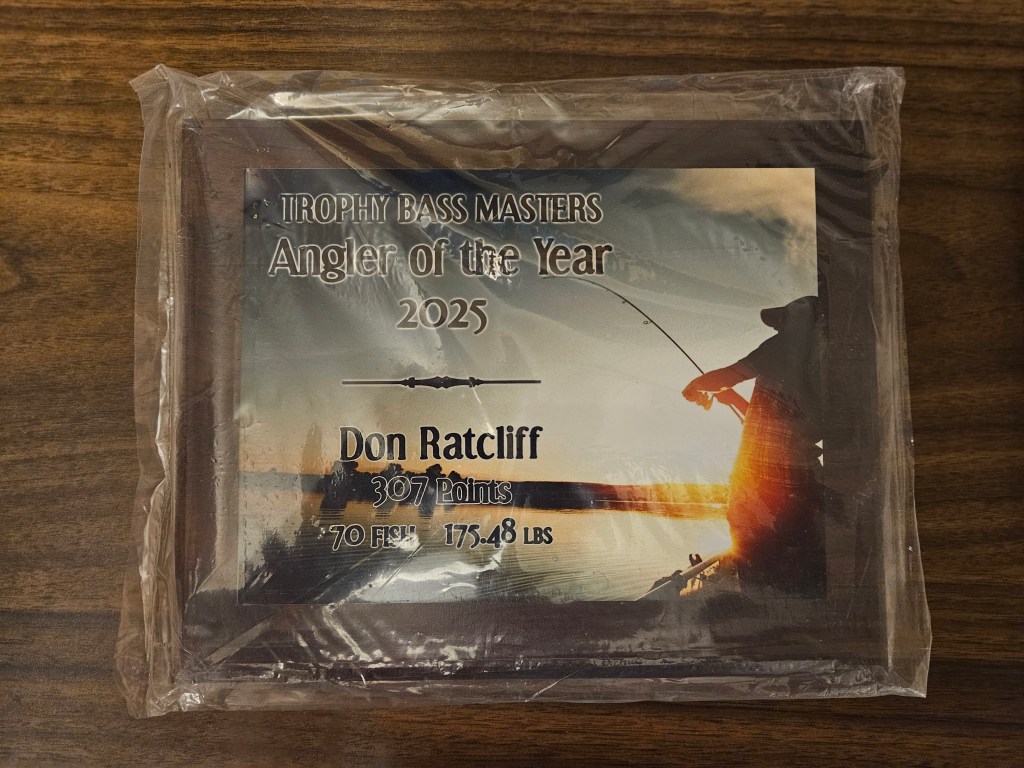 TROPHY BASS MASTERS
Angler of the Year
2025
Don Ratcliff
307 Points
70 FISH 175.48 LBS